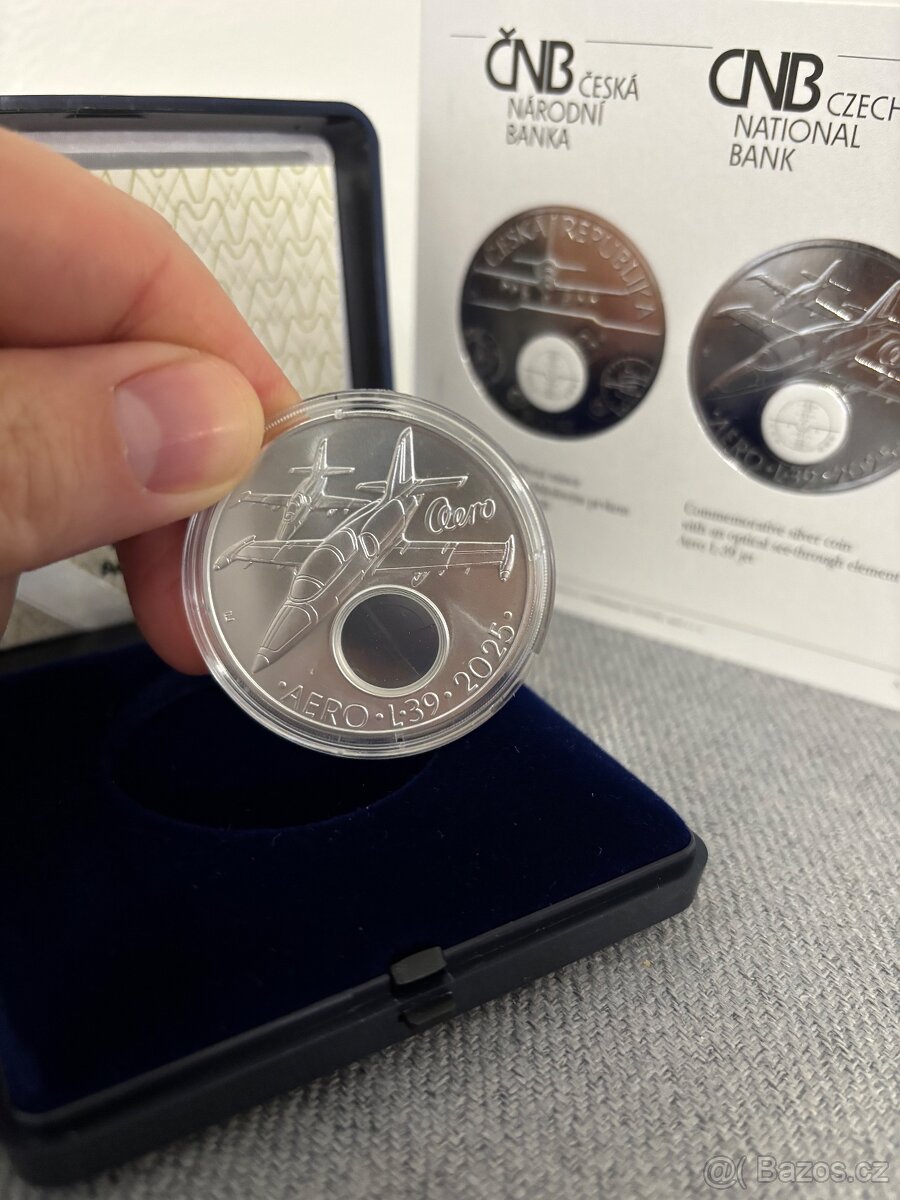 ČNB ČESKÁ
NÁRODNÍ
BANKA
CNB CZECH
NATIONAL
BANK
ČESKÁ REPUBLIKA
Aero
AERO · L-39 · 2025
Commemorative silver coin
with an optical see-through element
Aero L-39 jet
Aero
· AERO · L-39 · 2025 ·
@( Bazos.cz